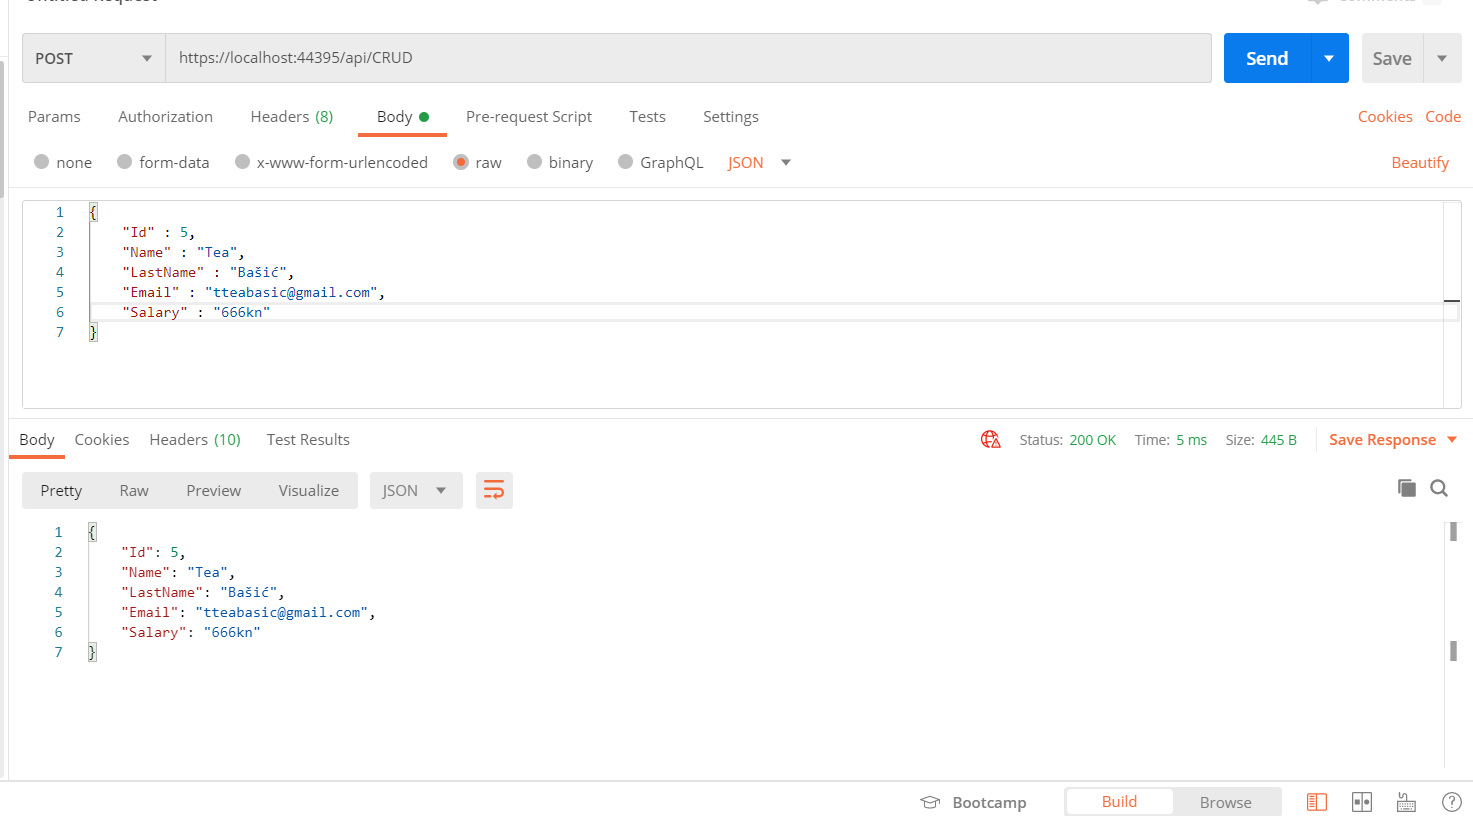 Untitled Request
Comments
POST https://localhost:44395/api/CRUD Send Save
Params Authorization Headers (8) Body Pre-request Script Tests Settings Cookies Code
none form-data x-www-form-urlencoded raw binary GraphQL JSON Beautify
1 {
2 "Id" : 5,
3 "Name" : "Tea",
4 "LastName" : "Bašić",
5 "Email" : "tteabasic@gmail.com",
6 "Salary" : "666kn"
7 }
Body Cookies Headers (10) Test Results Status: 200 OK Time: 5 ms Size: 445 B Save Response
Pretty Raw Preview Visualize JSON
1 {
2 "Id": 5,
3 "Name": "Tea",
4 "LastName": "Bašić",
5 "Email": "tteabasic@gmail.com",
6 "Salary": "666kn"
7 }
Bootcamp Build Browse ?